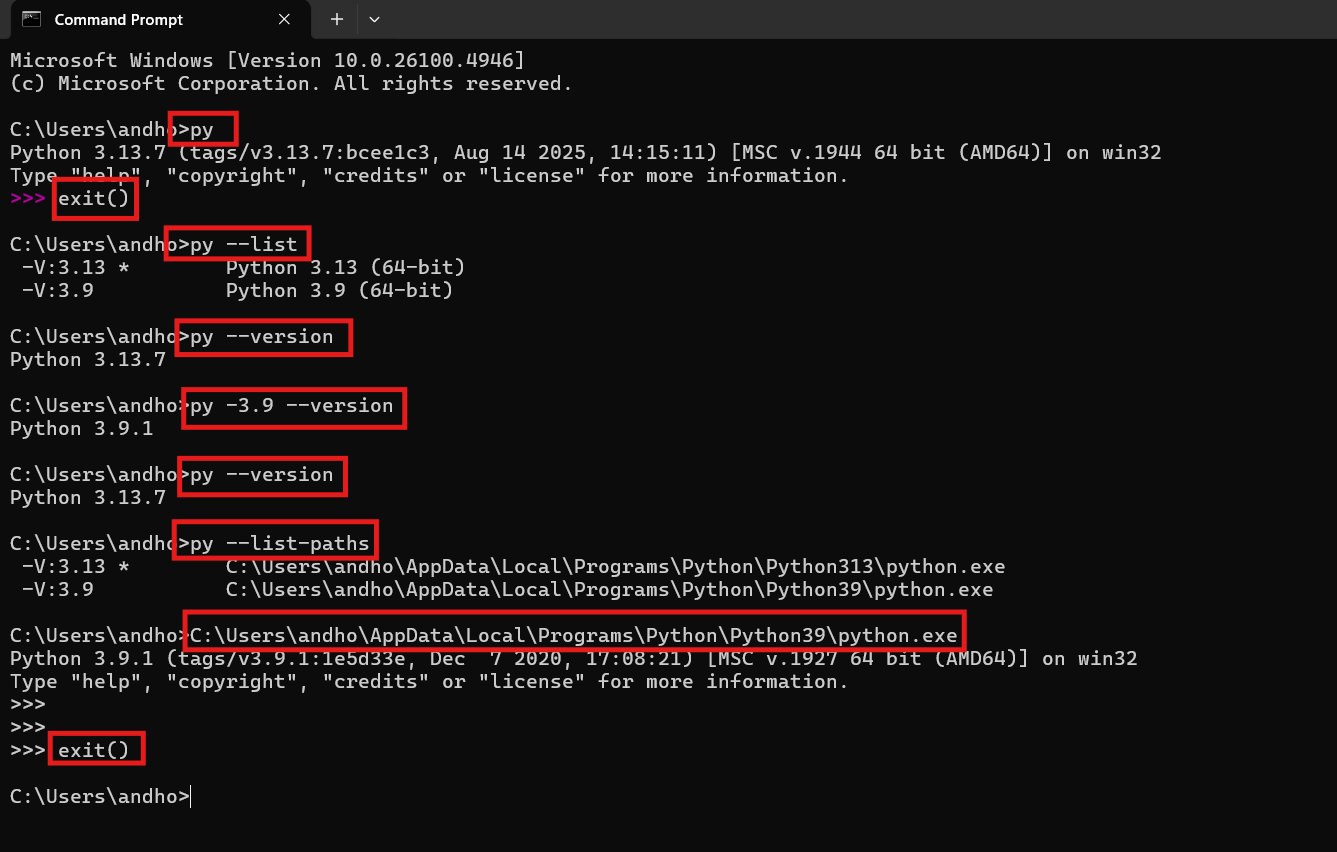 Command Prompt
Microsoft Windows [Version 10.0.26100.4946]
(c) Microsoft Corporation. All rights reserved.
C:\Users\andho>py
Python 3.13.7 (tags/v3.13.7:bcee1c3, Aug 14 2025, 14:15:11) [MSC v.1944 64 bit (AMD64)] on win32
Type "help", "copyright", "credits" or "license" for more information.
>>> exit()
C:\Users\andho>py --list
-V:3.13 * Python 3.13 (64-bit)
-V:3.9 Python 3.9 (64-bit)
C:\Users\andho>py --version
Python 3.13.7
C:\Users\andho>py -3.9 --version
Python 3.9.1
C:\Users\andho>py --version
Python 3.13.7
C:\Users\andho>py --list-paths
-V:3.13 * C:\Users\andho\AppData\Local\Programs\Python\Python313\python.exe
-V:3.9 C:\Users\andho\AppData\Local\Programs\Python\Python39\python.exe
C:\Users\andho>C:\Users\andho\AppData\Local\Programs\Python\Python39\python.exe
Python 3.9.1 (tags/v3.9.1:1e5d33e, Dec  7 2020, 17:08:21) [MSC v.1927 64 bit (AMD64)] on win32
Type "help", "copyright", "credits" or "license" for more information.
>>>
>>>
>>> exit()
C:\Users\andho>